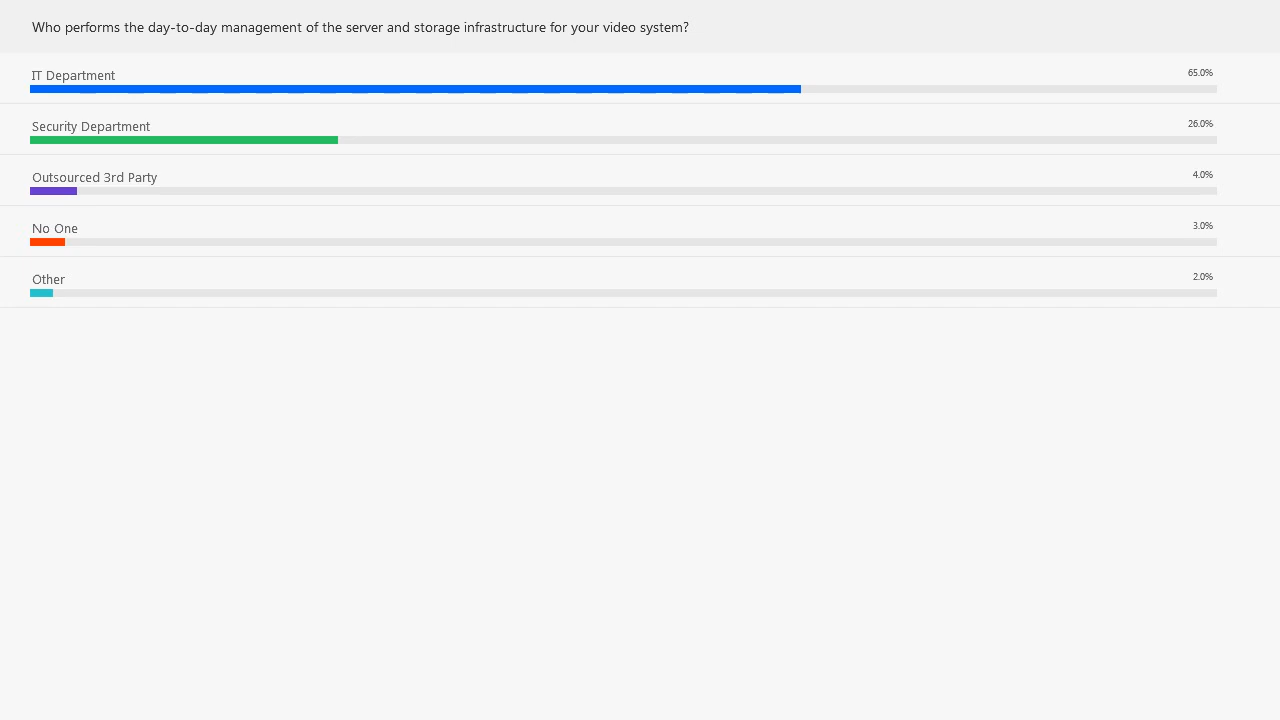 Who performs the day-to-day management of the server and storage infrastructure for your video system?
IT Department
65.0%
Security Department
26.0%
Outsourced 3rd Party
4.0%
No One
3.0%
Other
2.0%